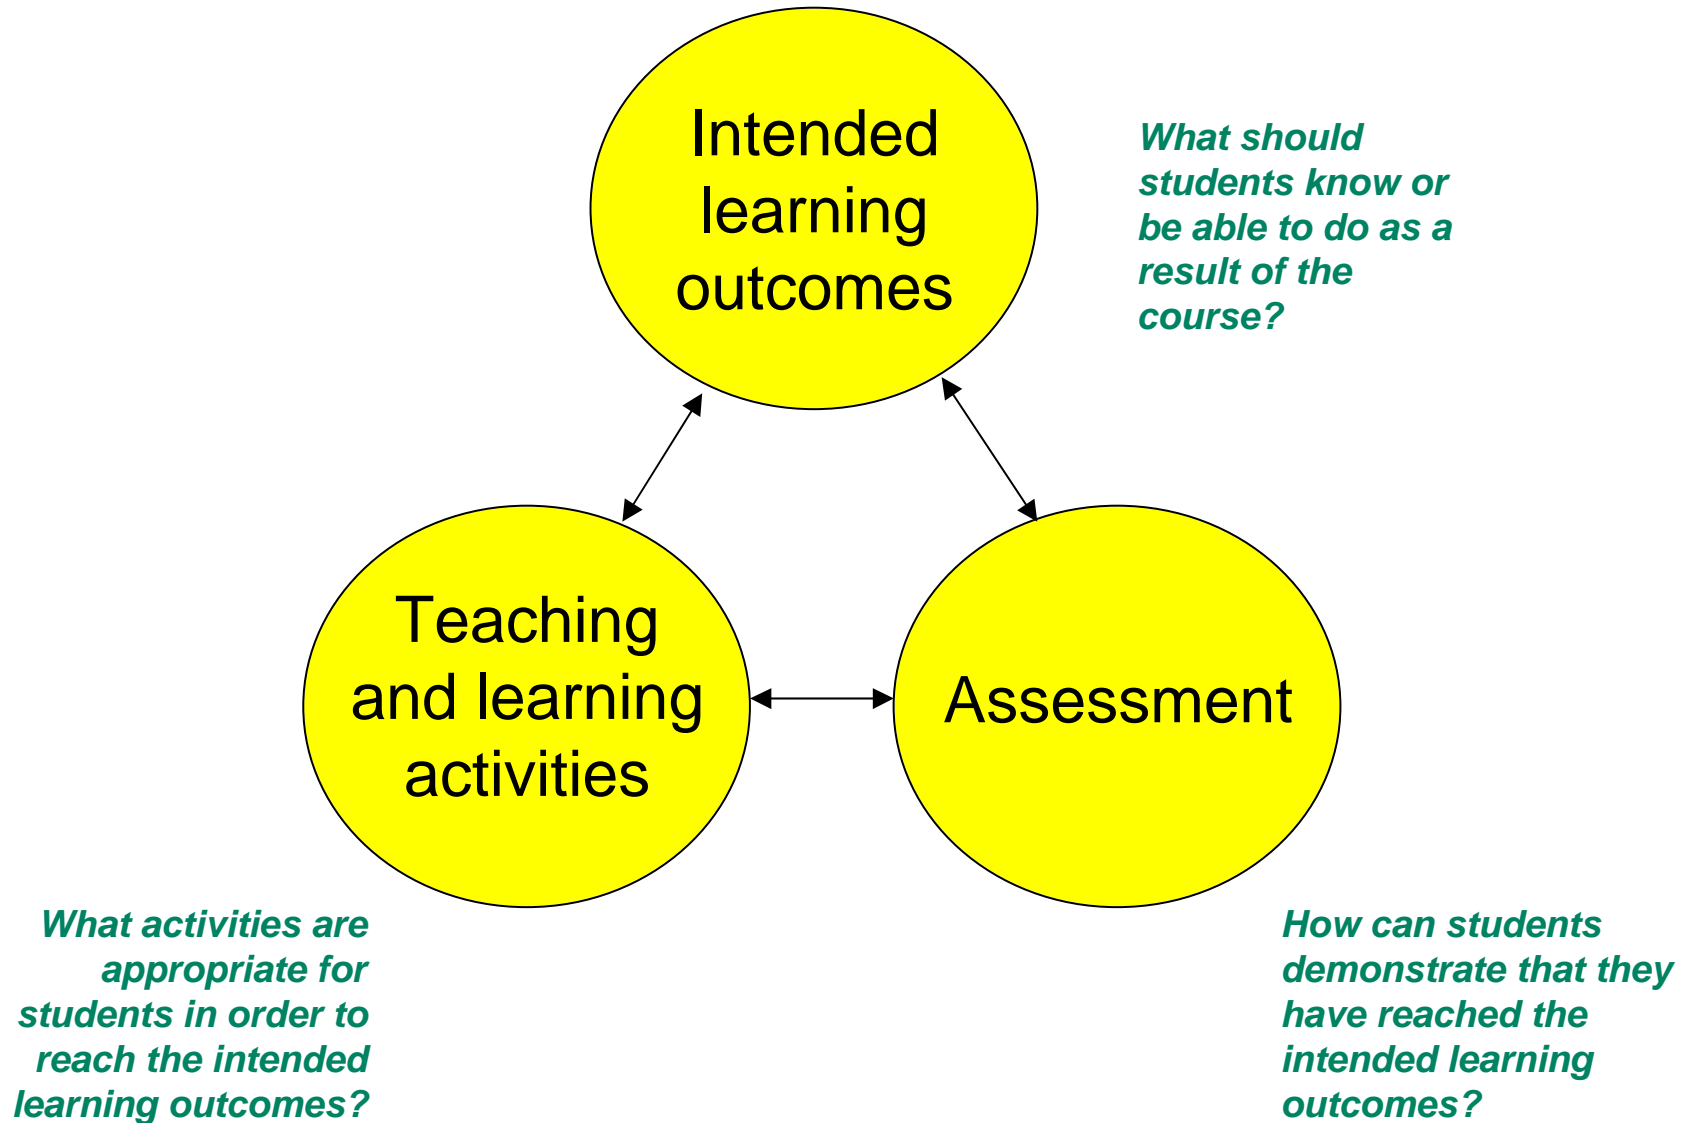 Intended
learning
outcomes
What should
students know or
be able to do as a
result of the
course?
Teaching
and learning
activities
Assessment
What activities are
appropriate for
students in order to
reach the intended
learning outcomes?
How can students
demonstrate that they
have reached the
intended learning
outcomes?